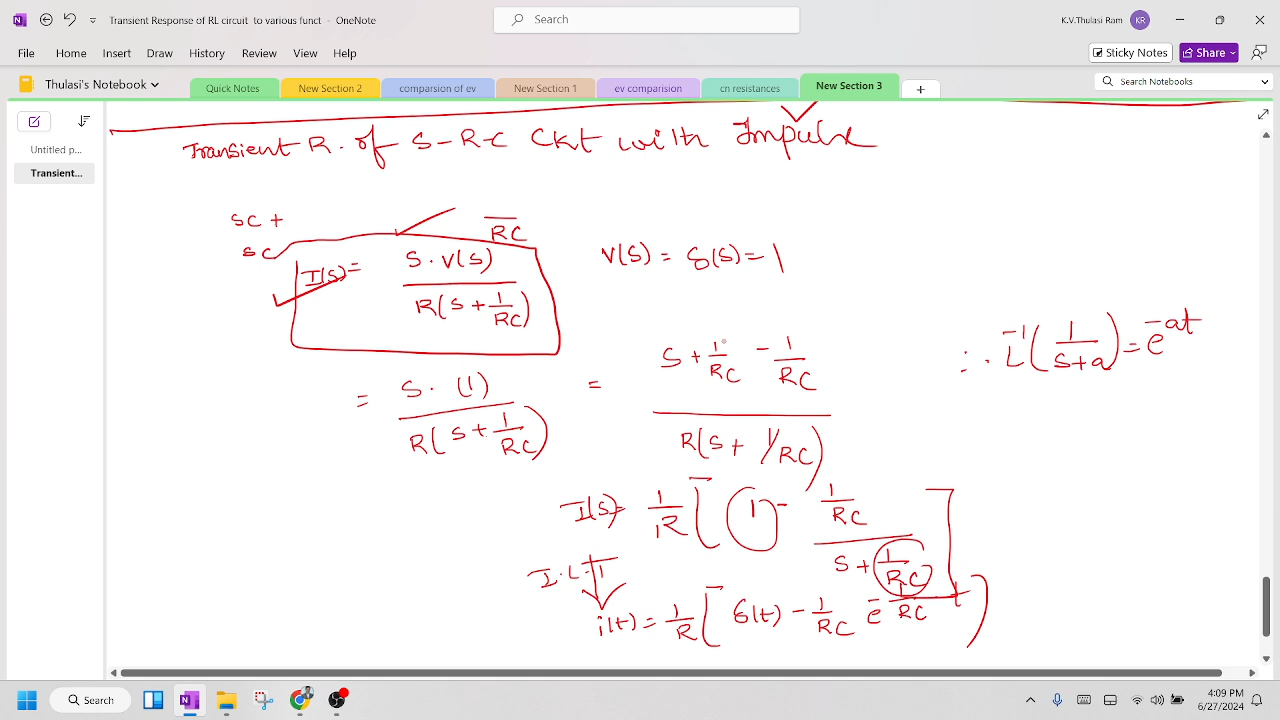 Transient Response of RL circuit to various funct - OneNote
Search
K.V.Thulasi Ram
KR
File Home Insert Draw History Review View Help
Sticky Notes
Share
Thulasi's Notebook
Quick Notes
New Section 2
comparsion of ev
New Section 1
ev comparision
cn resistances
New Section 3
+
Search Notebooks
Untitled p...
Transient...
Transient R. of S-R-C Ckt with Impulse
SC +
SC
RC
I(S) = S. V(S) / R(S + 1/RC)
V(S) = δ(S) = 1
= S. (1) / R(S + 1/RC) = S + 1/RC - 1/RC / R(S + 1/RC)
∴ L^-1 (1/S+a) = e^-at
I(S) = 1/R [ 1 - 1/RC / S + 1/RC ]
I.L.T
i(t) = 1/R [ δ(t) - 1/RC e^-1/RC t )
Search
4:09 PM
6/27/2024